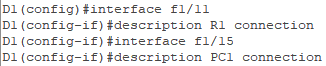 D1(config)#interface f1/11
D1(config-if)#description R1 connection
D1(config-if)#interface f1/15
D1(config-if)#description PC1 connection